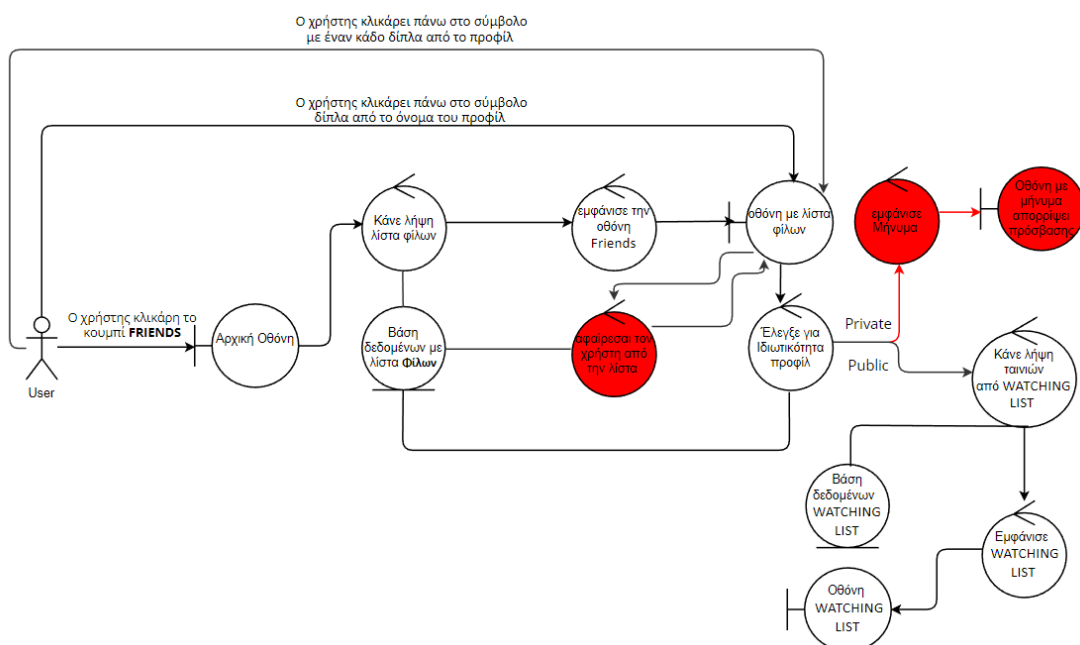 Ο χρήστης κλικάρει πάνω στο σύμβολο
με έναν κάδο δίπλα από το προφίλ
Ο χρήστης κλικάρει πάνω στο σύμβολο
δίπλα από το όνομα του προφίλ
Κάνε λήψη
λίστα φίλων
εμφάνισε την
οθόνη
Friends
οθόνη με λίστα
φίλων
εμφάνισε
Μήνυμα
Οθόνη με
μήνυμα
απορρίψει
πρόσβασης
Ο χρήστης κλικάρη το
κουμπί FRIENDS
Αρχική Οθόνη
User
Βάση
δεδομένων με
λίστα Φίλων
αφαίρεσαι τον
χρήστη από
την λίστα
Έλεγξε για
Ιδιωτικότητα
προφίλ
Private
Public
Κάνε λήψη
ταινιών
από WATCHING
LIST
Βάση
δεδομένων
WATCHING
LIST
Εμφάνισε
WATCHING
LIST
Οθόνη
WATCHING
LIST